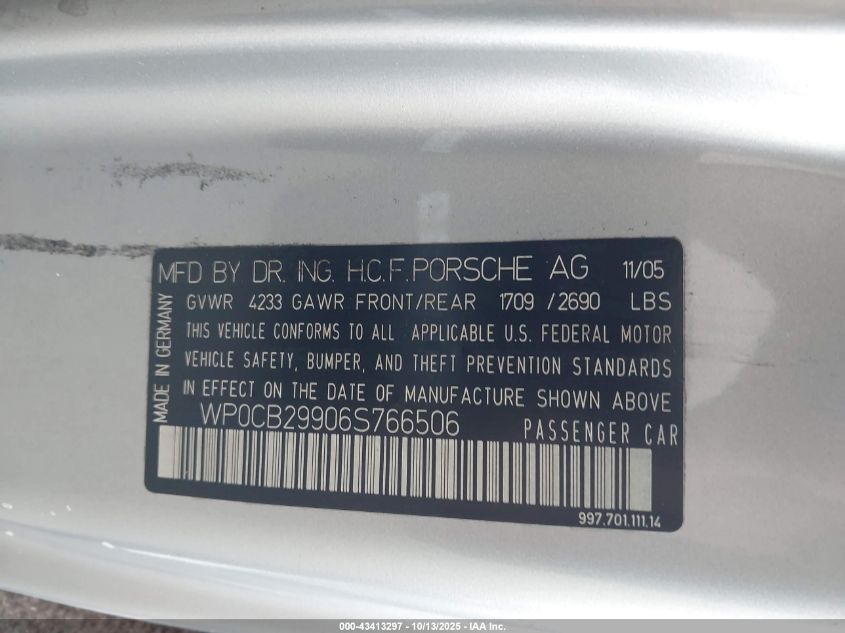 MFD BY DR. ING. H.C.F. PORSCHE AG 11/05
GVWR 4233 GAWR FRONT/REAR 1709 / 2690 LBS
THIS VEHICLE CONFORMS TO ALL APPLICABLE U.S. FEDERAL MOTOR
VEHICLE SAFETY, BUMPER, AND THEFT PREVENTION STANDARDS
IN EFFECT ON THE DATE OF MANUFACTURE SHOWN ABOVE
WP0CB29906S766506 PASSENGER CAR
MADE IN GERMANY
997.701.111.14
000-43413297 - 10/13/2025 - IAA Inc.